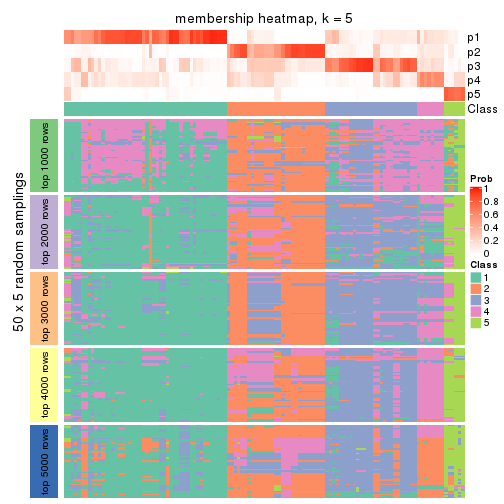 membership heatmap, k = 5
p1
p2
p3
p4
p5
Class
50 x 5 random samplings
top 1000 rows
top 2000 rows
top 3000 rows
top 4000 rows
top 5000 rows
Prob
1
0.8
0.6
0.4
0.2
0
Class
1
2
3
4
5